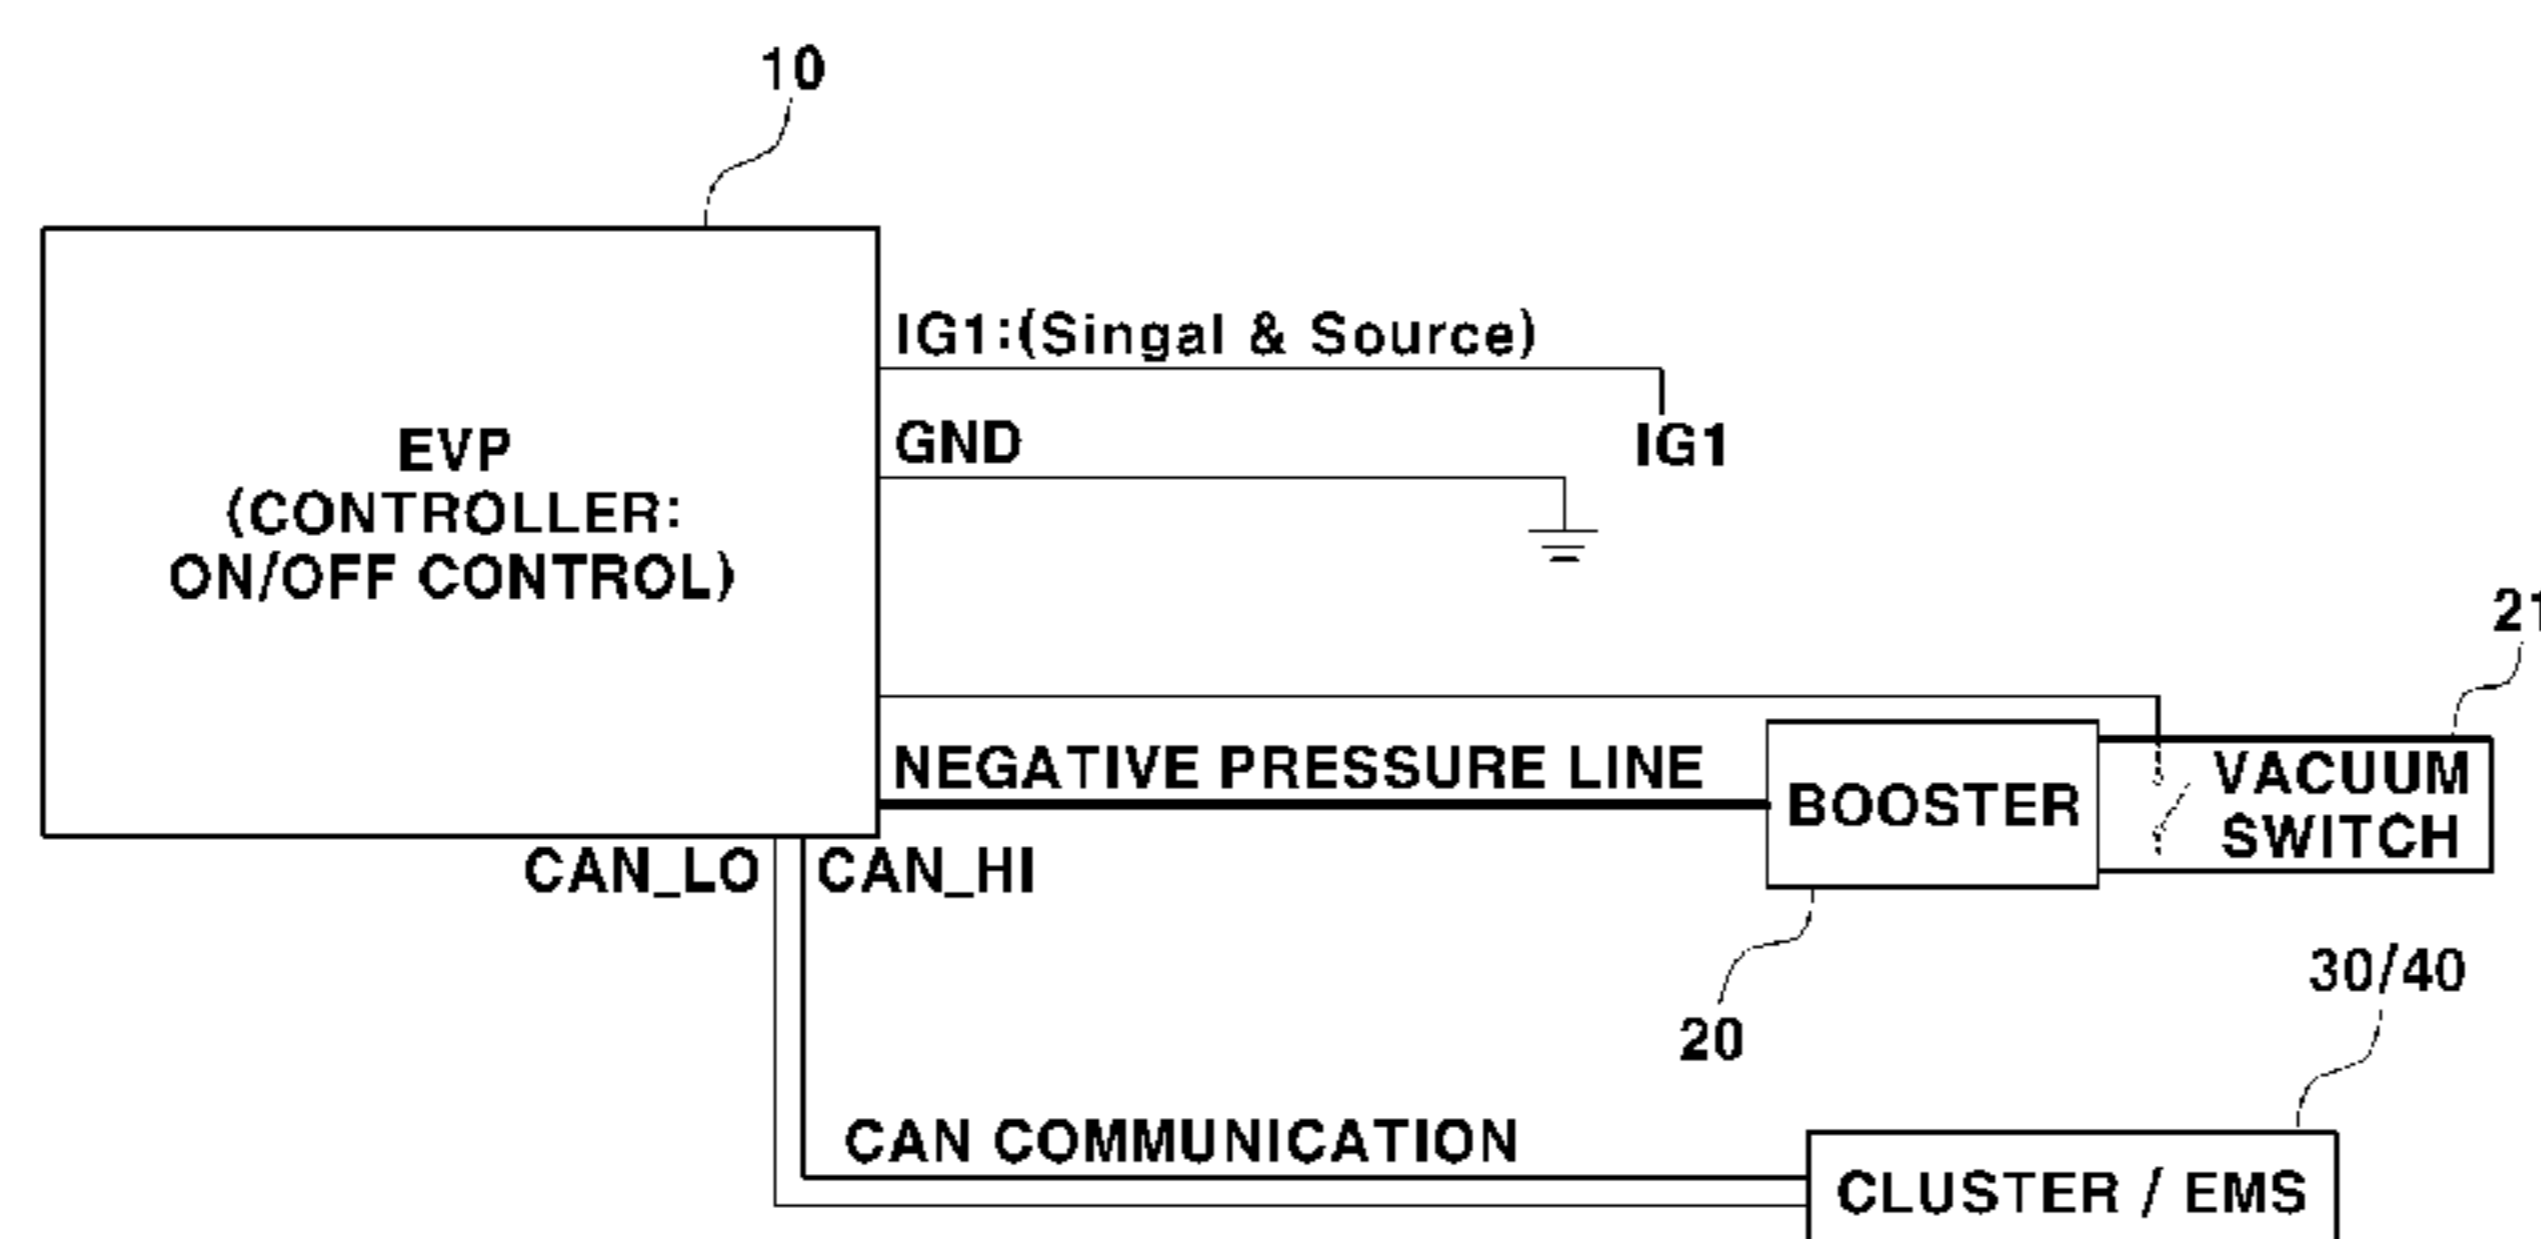 10
IG1:(Singal & Source)
IG1
GND
EVP
(CONTROLLER:
ON/OFF CONTROL)
21
NEGATIVE PRESSURE LINE
BOOSTER
VACUUM
SWITCH
CAN_LO
CAN_HI
20
30/40
CAN COMMUNICATION
CLUSTER / EMS